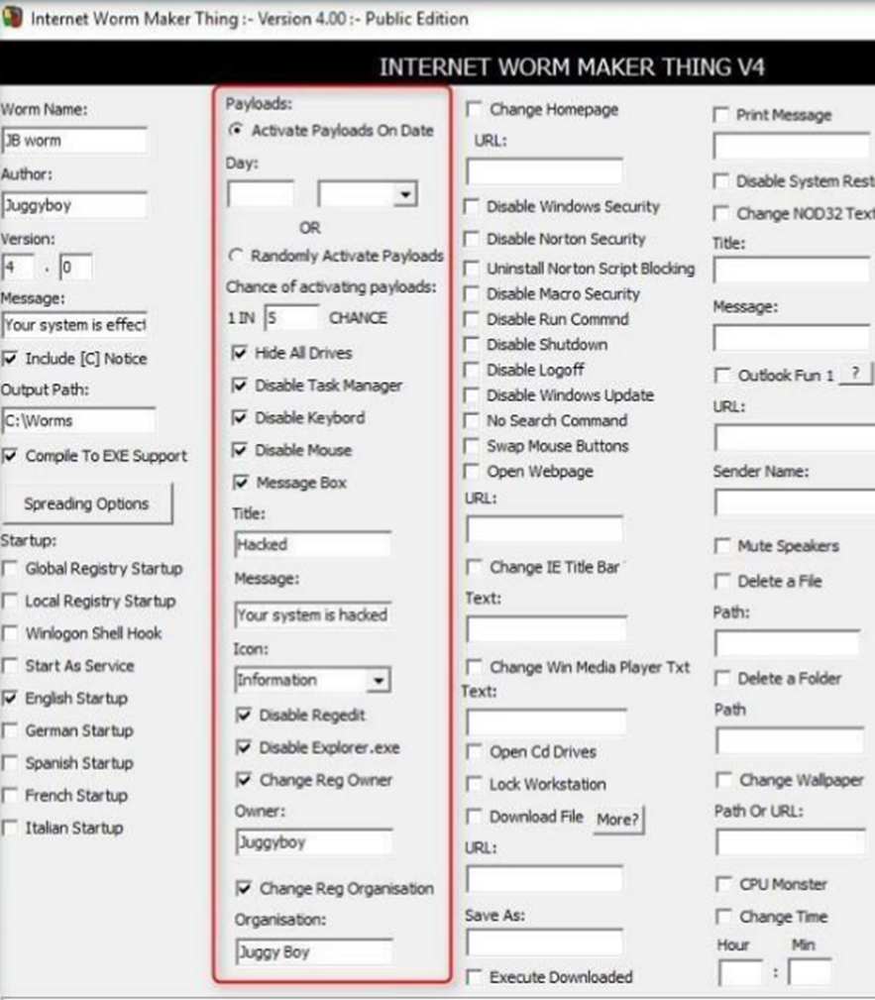 Internet Worm Maker Thing :- Version 4.00 :- Public Edition
INTERNET WORM MAKER THING V4
Worm Name:
JB worm
Author:
Juggyboy
Version:
4 . 0
Message:
Your system is effect
Include [C] Notice
Output Path:
C:\Worms
Compile To EXE Support
Spreading Options
Startup:
Global Registry Startup
Local Registry Startup
Winlogon Shell Hook
Start As Service
English Startup
German Startup
Spanish Startup
French Startup
Italian Startup
Payloads:
Activate Payloads On Date
Day:
OR
Randomly Activate Payloads
Chance of activating payloads:
1 IN 5 CHANCE
Hide All Drives
Disable Task Manager
Disable Keybord
Disable Mouse
Message Box
Title:
Hacked
Message:
Your system is hacked
Icon:
Information
Disable Regedit
Disable Explorer.exe
Change Reg Owner
Owner:
Juggyboy
Change Reg Organisation
Organisation:
Juggy Boy
Change Homepage
URL:
Disable Windows Security
Disable Norton Security
Uninstall Norton Script Blocking
Disable Macro Security
Disable Run Commnd
Disable Shutdown
Disable Logoff
Disable Windows Update
No Search Command
Swap Mouse Buttons
Open Webpage
URL:
Change IE Title Bar
Text:
Change Win Media Player Txt
Text:
Open Cd Drives
Lock Workstation
Download File More?
URL:
Save As:
Execute Downloaded
Print Message
Disable System Rest
Change NOD32 Text
Title:
Message:
Outlook Fun 1 ?
URL:
Sender Name:
Mute Speakers
Delete a File
Path:
Delete a Folder
Path
Change Wallpaper
Path Or URL:
CPU Monster
Change Time
Hour Min
: